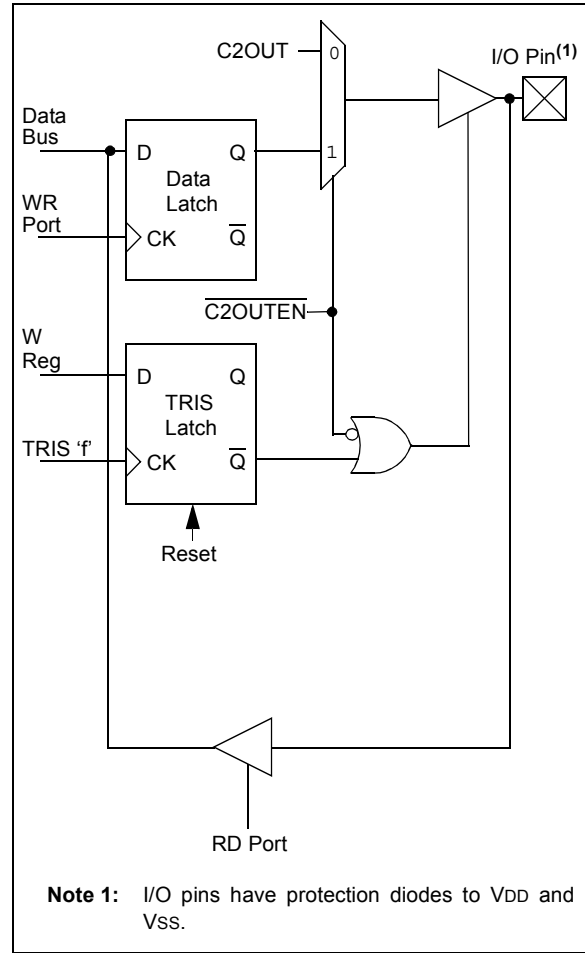 C2OUT
0
I/O Pin(1)
Data
Bus
D
Q
1
Data
Latch
WR
Port
CK
Q̅
C̅2̅O̅U̅T̅E̅N̅
W
Reg
D
Q
TRIS
Latch
TRIS ‘f’
CK
Q̅
Reset
RD Port
Note 1: I/O pins have protection diodes to VDD and
VSS.